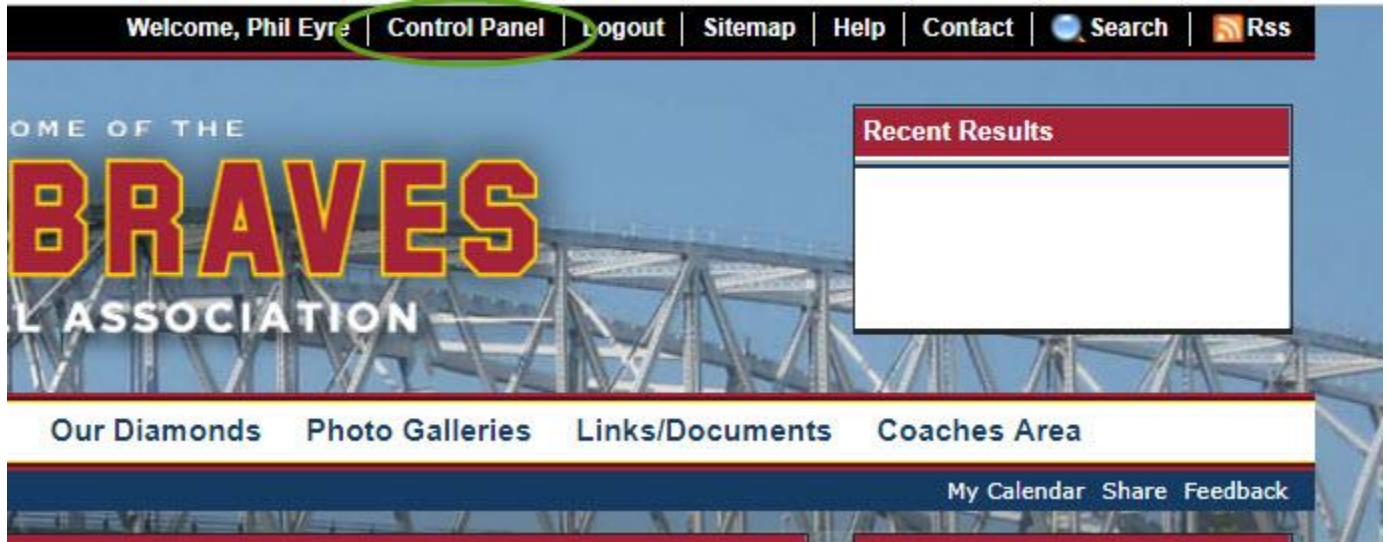 Welcome, Phil Eyre | Control Panel | Logout | Sitemap | Help | Contact | Search | Rss
OME OF THE
BRAVES
LL ASSOCIATION
Recent Results
Our Diamonds Photo Galleries Links/Documents Coaches Area
My Calendar Share Feedback